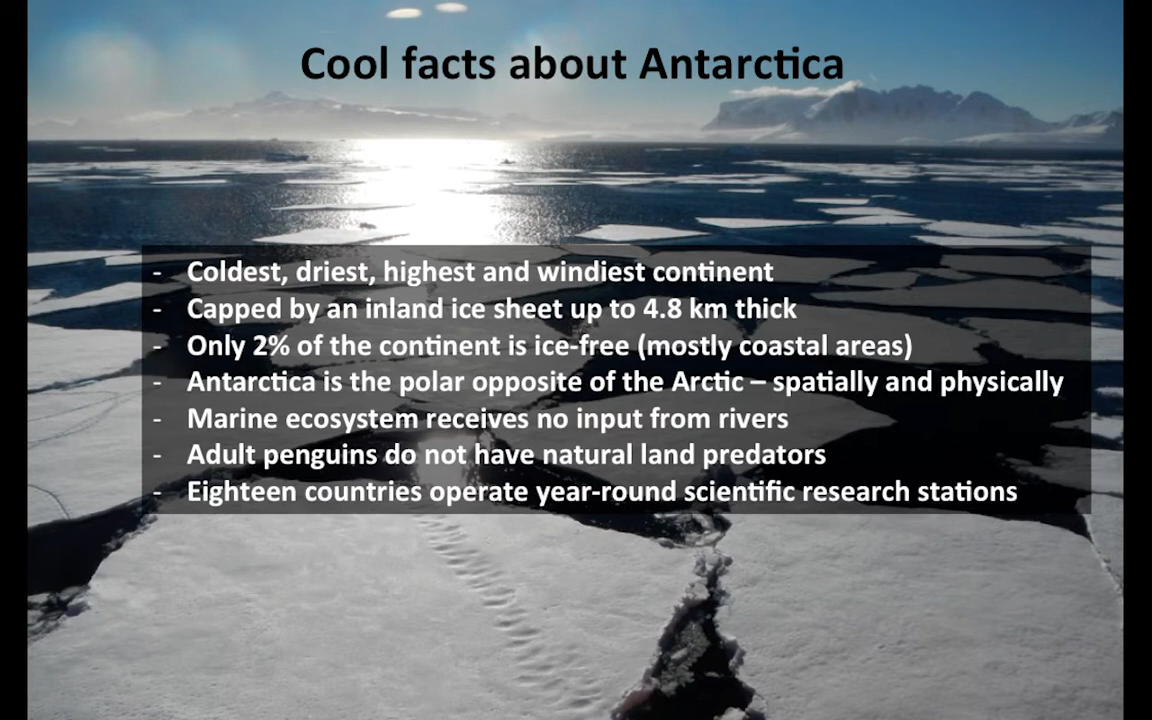 Cool facts about Antarctica
- Coldest, driest, highest and windiest continent
- Capped by an inland ice sheet up to 4.8 km thick
- Only 2% of the continent is ice-free (mostly coastal areas)
- Antarctica is the polar opposite of the Arctic – spatially and physically
- Marine ecosystem receives no input from rivers
- Adult penguins do not have natural land predators
- Eighteen countries operate year-round scientific research stations